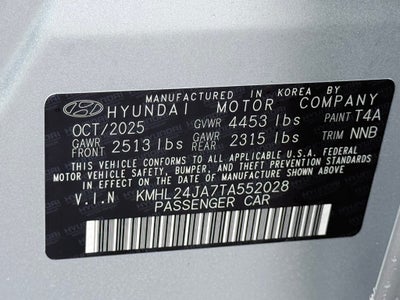 MANUFACTURED IN KOREA BY
HYUNDAI MOTOR COMPANY
OCT/2025 GVWR 4453 lbs PAINT T4A
GAWR FRONT 2513 lbs GAWR REAR 2315 lbs TRIM NNB
THIS VEHICLE CONFORMS TO ALL APPLICABLE U.S.A. FEDERAL
MOTOR VEHICLE SAFETY, BUMPER, AND THEFT PREVENTION STANDARDS
IN EFFECT ON THE DATE OF MANUFACTURE SHOWN ABOVE.
V.I.N KMHL24JA7TA552028
PASSENGER CAR